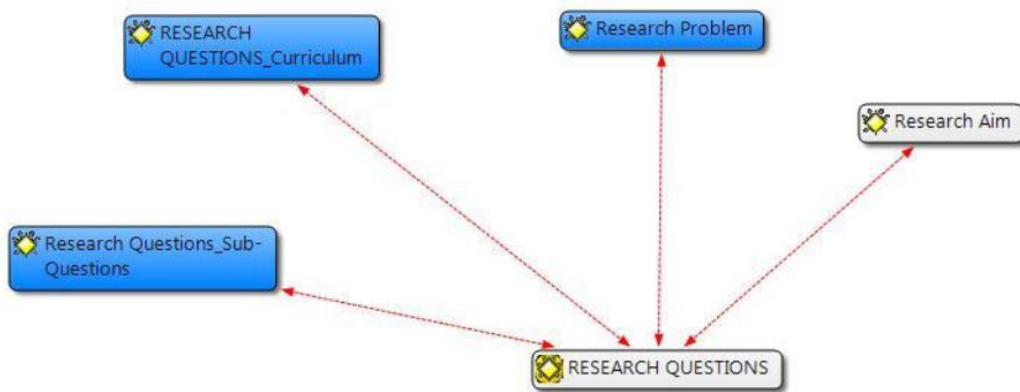 RESEARCH
QUESTIONS_Curriculum
Research Problem
Research Aim
Research Questions_Sub-
Questions
RESEARCH QUESTIONS